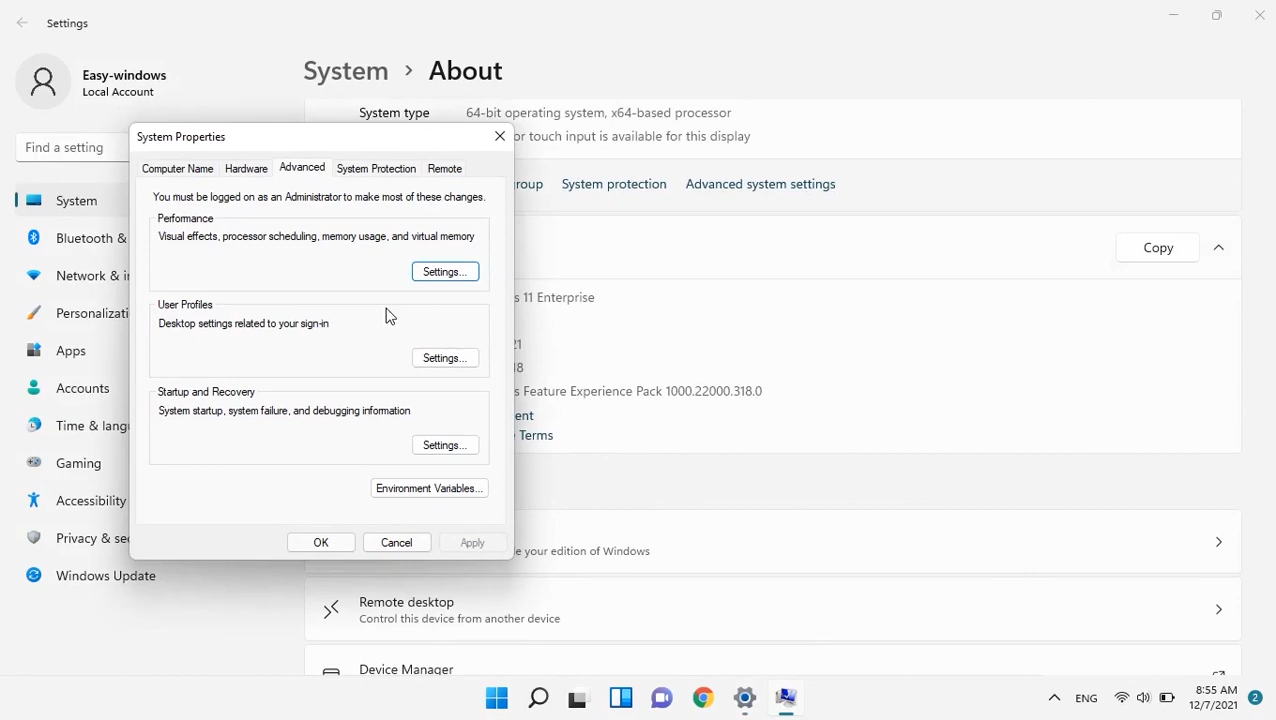 Settings
Easy-windows
Local Account
Find a setting
System
Bluetooth &
Network & i
Personalizati
Apps
Accounts
Time & langu
Gaming
Accessibility
Privacy & se
Windows Update
System > About
System type 64-bit operating system, x64-based processor
or touch input is available for this display
group System protection Advanced system settings
Copy
s 11 Enterprise
21
18
s Feature Experience Pack 1000.22000.318.0
ent
Terms
e your edition of Windows
Remote desktop
Control this device from another device
Device Manager
System Properties
Computer Name Hardware Advanced System Protection Remote
You must be logged on as an Administrator to make most of these changes.
Performance
Visual effects, processor scheduling, memory usage, and virtual memory
Settings...
User Profiles
Desktop settings related to your sign-in
Settings...
Startup and Recovery
System startup, system failure, and debugging information
Settings...
Environment Variables...
OK Cancel Apply
ENG
8:55 AM
12/7/2021
2